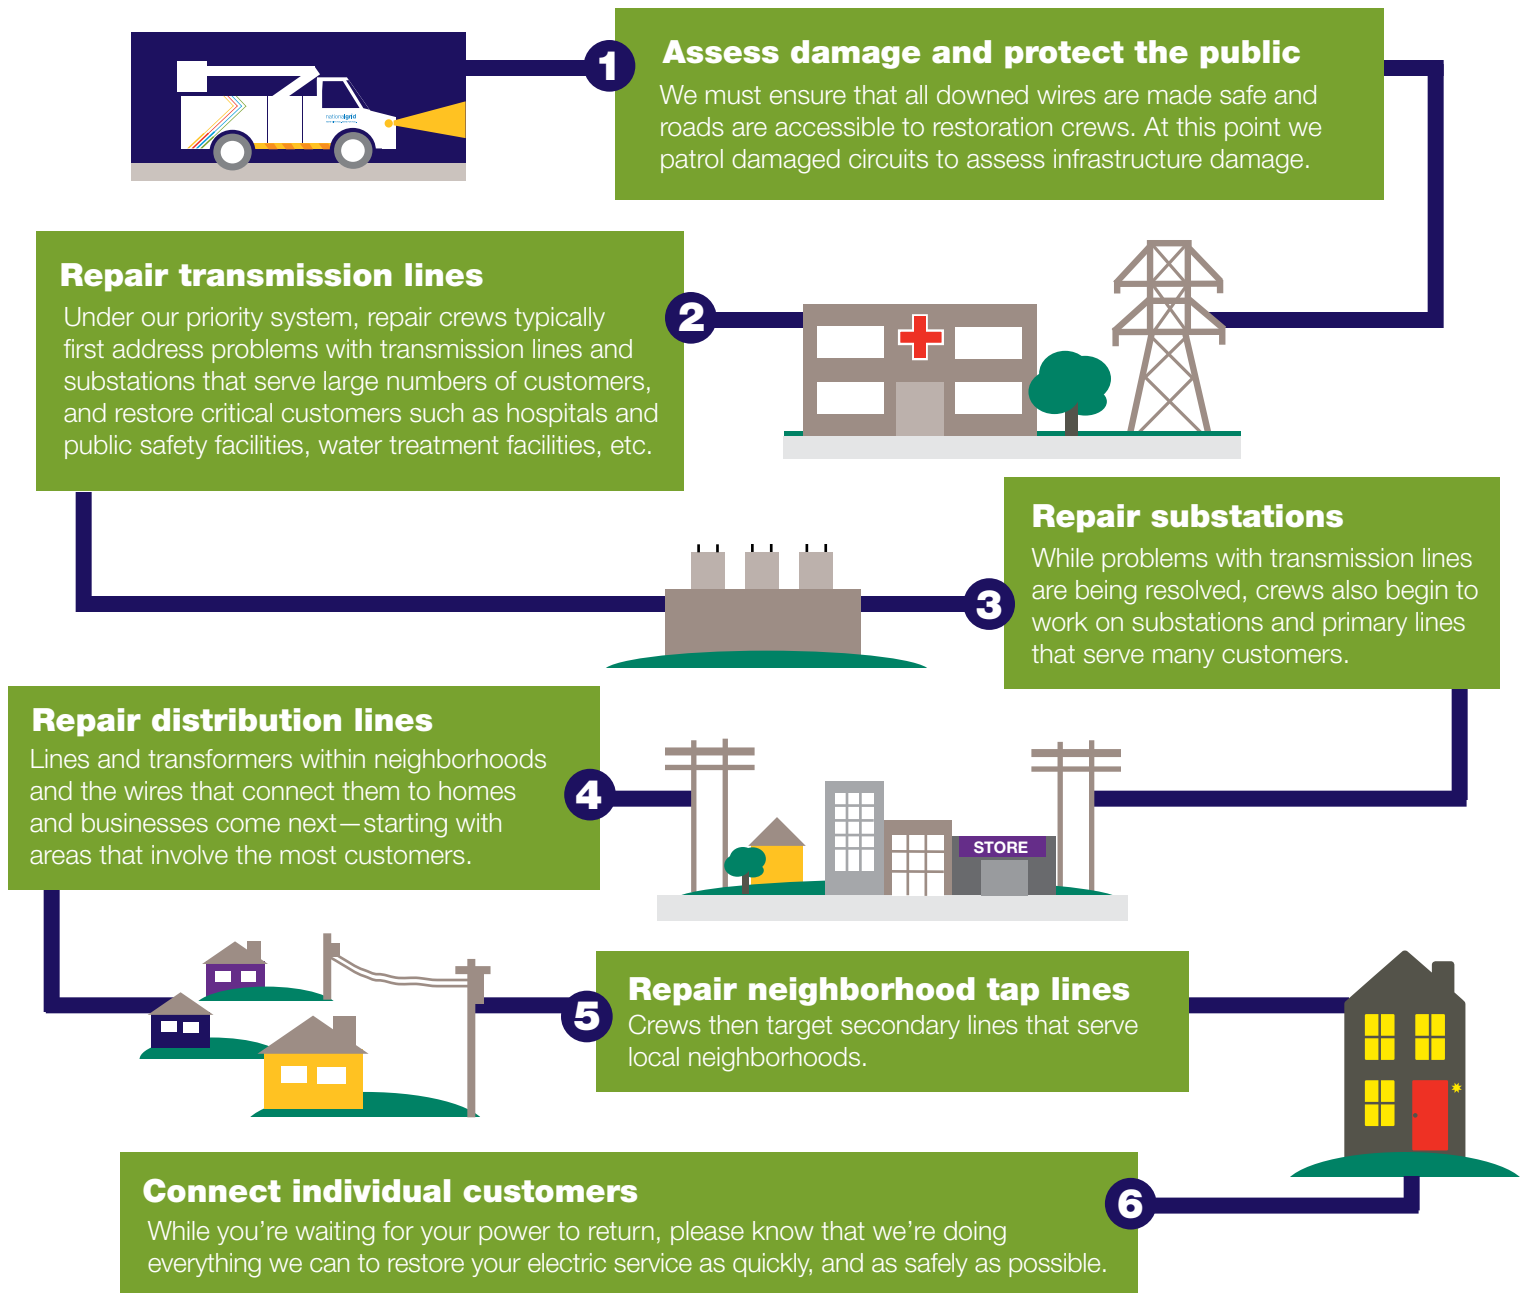 nationalgrid
1
Assess damage and protect the public
We must ensure that all downed wires are made safe and
roads are accessible to restoration crews. At this point we
patrol damaged circuits to assess infrastructure damage.
Repair transmission lines
Under our priority system, repair crews typically
first address problems with transmission lines and
substations that serve large numbers of customers,
and restore critical customers such as hospitals and
public safety facilities, water treatment facilities, etc.
2
3
Repair substations
While problems with transmission lines
are being resolved, crews also begin to
work on substations and primary lines
that serve many customers.
Repair distribution lines
Lines and transformers within neighborhoods
and the wires that connect them to homes
and businesses come next—starting with
areas that involve the most customers.
4
STORE
5
Repair neighborhood tap lines
Crews then target secondary lines that serve
local neighborhoods.
Connect individual customers
While you’re waiting for your power to return, please know that we’re doing
everything we can to restore your electric service as quickly, and as safely as possible.
6